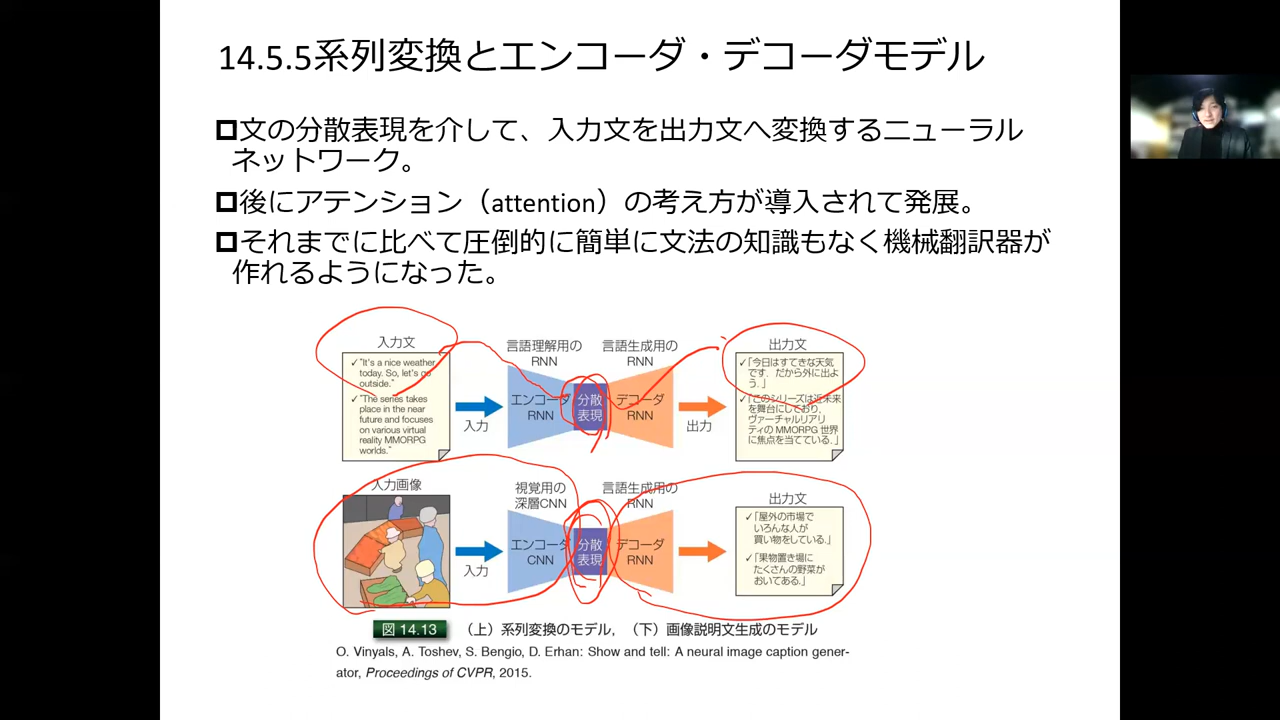 14.5.5系列変換とエンコーダ・デコーダモデル
文の分散表現を介して、入力文を出力文へ変換するニューラル
ネットワーク。
後にアテンション（attention）の考え方が導入されて発展。
それまでに比べて圧倒的に簡単に文法の知識もなく機械翻訳器が
作れるようになった。
入力文
✓"It's a nice weather
today. So, let's go
outside."
✓"The series takes
place in the near
future and focuses
on various virtual
reality MMORPG
worlds."
入力
言語理解用の
RNN
エンコーダ
RNN
分散
表現
言語生成用の
RNN
デコーダ
RNN
出力
出力文
✓「今日はすてきな天気
です．だから外に出よ
う．」
✓「このシリーズは近未来
を舞台にしており，
ヴァーチャルリアリ
ティの MMORPG 世界
に焦点を当てている．」
入力画像
入力
視覚用の
深層CNN
エンコーダ
CNN
分散
表現
言語生成用の
RNN
デコーダ
RNN
出力文
✓「屋外の市場で
いろんな人が
買い物をしている．」
✓「果物置き場に
たくさんの野菜が
おいてある．」
図 14.13 （上）系列変換のモデル，（下）画像説明文生成のモデル
O. Vinyals, A. Toshev, S. Bengio, D. Erhan: Show and tell: A neural image caption gener-
ator, Proceedings of CVPR, 2015.